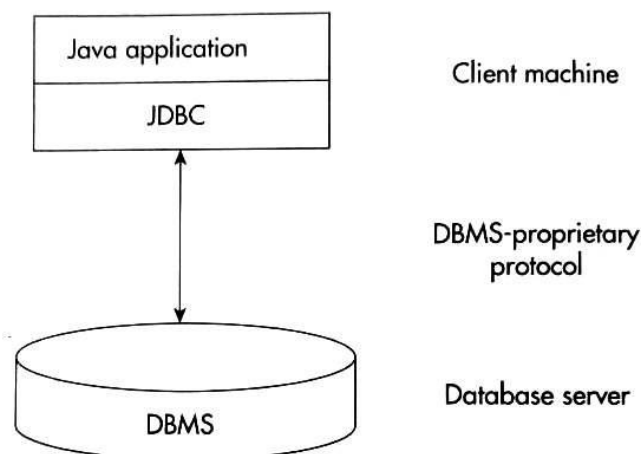 Java application
Client machine
JDBC
DBMS-proprietary
protocol
Database server
DBMS